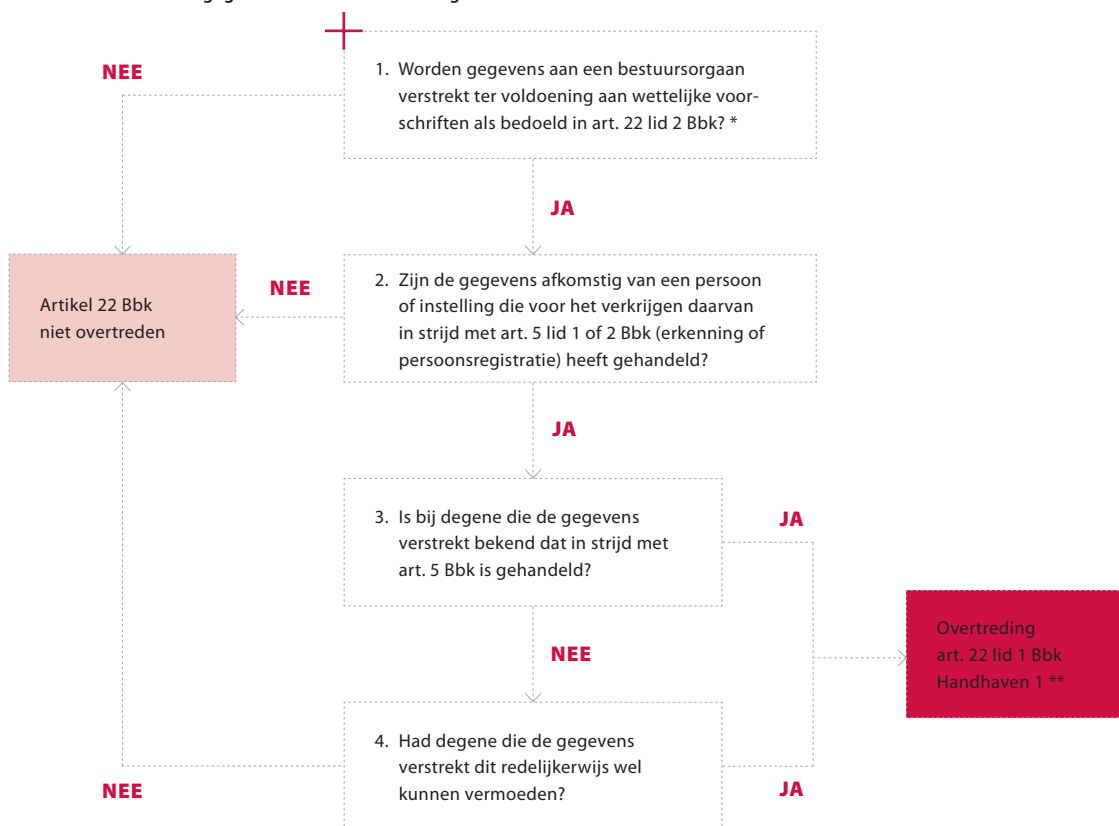 NEE
1. Worden gegevens aan een bestuursorgaan
verstrekt ter voldoening aan wettelijke voor-
schriften als bedoeld in art. 22 lid 2 Bbk? *
JA
Artikel 22 Bbk
niet overtreden
NEE
2. Zijn de gegevens afkomstig van een persoon
of instelling die voor het verkrijgen daarvan
in strijd met art. 5 lid 1 of 2 Bbk (erkenning of
persoonsregistratie) heeft gehandeld?
JA
3. Is bij degene die de gegevens
verstrekt bekend dat in strijd met
art. 5 Bbk is gehandeld?
JA
Overtreding
art. 22 lid 1 Bbk
Handhaven 1 **
NEE
4. Had degene die de gegevens
verstrekt dit redelijkerwijs wel
kunnen vermoeden?
NEE
JA